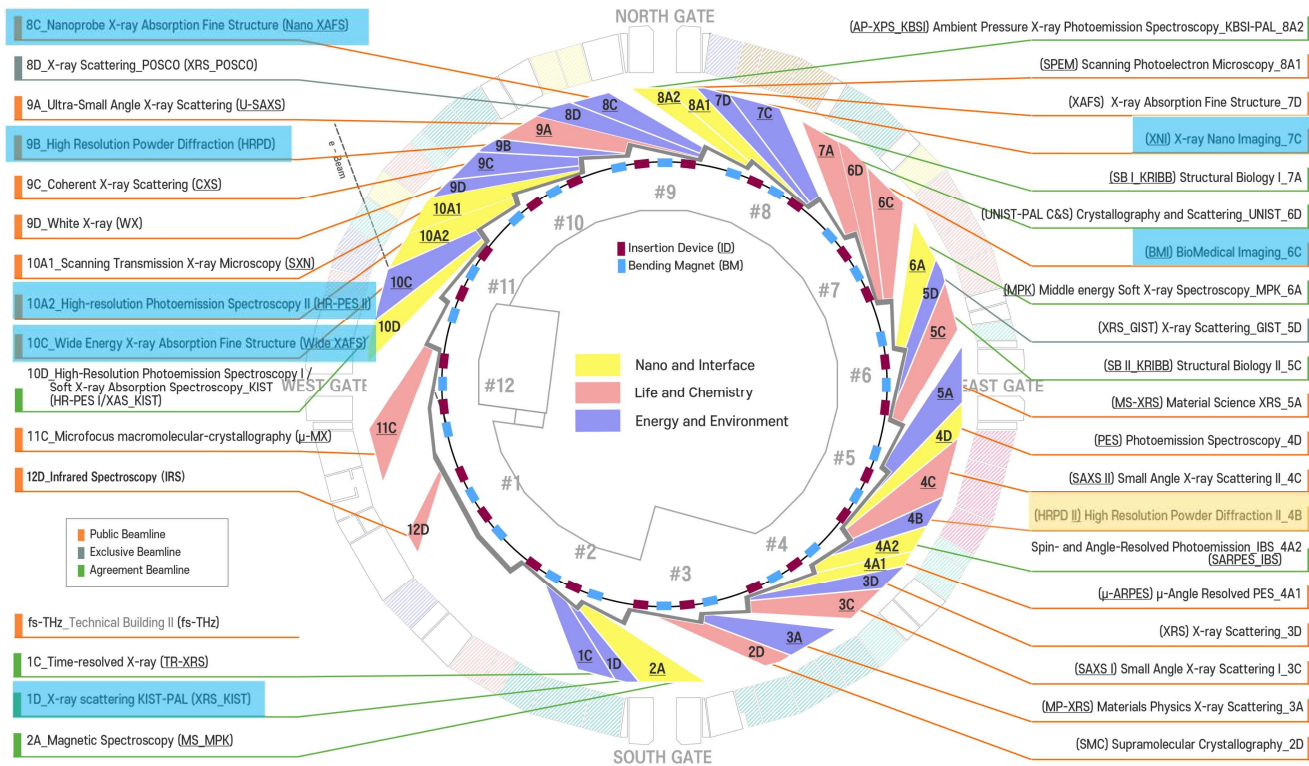 8C_Nanoprobe X-ray Absorption Fine Structure (Nano XAFS)
8D_X-ray Scattering_POSCO (XRS_POSCO)
9A_Ultra-Small Angle X-ray Scattering (U-SAXS)
9B_High Resolution Powder Diffraction (HRPD)
9C_Coherent X-ray Scattering (CXS)
9D_White X-ray (WX)
10A1_Scanning Transmission X-ray Microscopy (SXN)
10A2_High-resolution Photoemission Spectroscopy II (HR-PES II)
10C_Wide Energy X-ray Absorption Fine Structure (Wide XAFS)
10D_High-Resolution Photoemission Spectroscopy I /
Soft X-ray Absorption Spectroscopy_KIST
(HR-PES I/XAS_KIST)
11C_Microfocus macromolecular-crystallography (μ-MX)
12D_Infrared Spectroscopy (IRS)
Public Beamline
Exclusive Beamline
Agreement Beamline
fs-THz_Technical Building II (fs-THz)
1C_Time-resolved X-ray (TR-XRS)
1D_X-ray scattering KIST-PAL (XRS_KIST)
2A_Magnetic Spectroscopy (MS_MPK)
NORTH GATE
WEST GATE
EAST GATE
SOUTH GATE
e - Beam
8A2
8A1
7D
7C
8C
8D
9A
9B
9C
9D
10A1
10A2
10C
10D
11C
12D
1C
1D
2A
2D
3A
3C
3D
4A1
4A2
4B
4C
4D
5A
5C
5D
6A
6C
6D
7A
#9
#8
#7
#6
#5
#4
#3
#2
#1
#12
#11
#10
Insertion Device (ID)
Bending Magnet (BM)
Nano and Interface
Life and Chemistry
Energy and Environment
(AP-XPS_KBSI) Ambient Pressure X-ray Photoemission Spectroscopy_KBSI-PAL_8A2
(SPEM) Scanning Photoelectron Microscopy_8A1
(XAFS) X-ray Absorption Fine Structure_7D
(XNI) X-ray Nano Imaging_7C
(SB I_KRIBB) Structural Biology I_7A
(UNIST-PAL C&S) Crystallography and Scattering_UNIST_6D
(BMI) BioMedical Imaging_6C
(MPK) Middle energy Soft X-ray Spectroscopy_MPK_6A
(XRS_GIST) X-ray Scattering_GIST_5D
(SB II_KRIBB) Structural Biology II_5C
(MS-XRS) Material Science XRS_5A
(PES) Photoemission Spectroscopy_4D
(SAXS II) Small Angle X-ray Scattering II_4C
(HRPD II) High Resolution Powder Diffraction II_4B
Spin- and Angle-Resolved Photoemission_IBS_4A2
(SARPES_IBS)
(μ-ARPES) μ-Angle Resolved PES_4A1
(XRS) X-ray Scattering_3D
(SAXS I) Small Angle X-ray Scattering I_3C
(MP-XRS) Materials Physics X-ray Scattering_3A
(SMC) Supramolecular Crystallography_2D